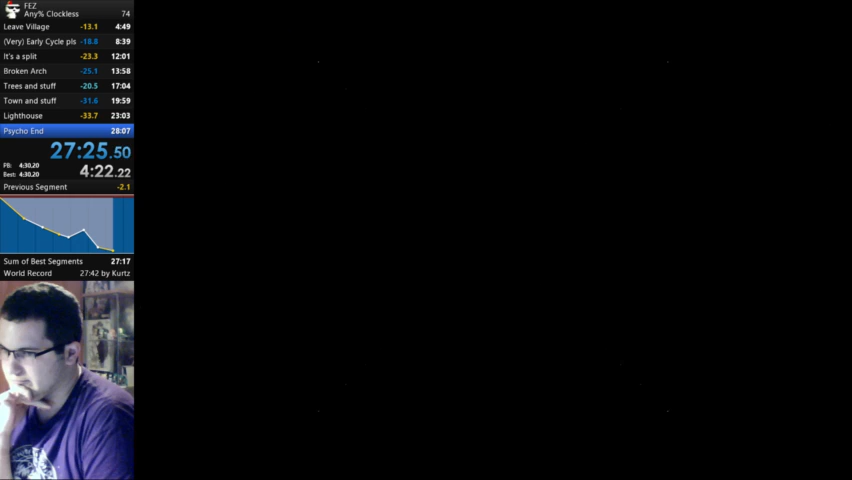 FEZ
Any% Clockless 74
Leave Village -13.1 4:49
(Very) Early Cycle pls -18.8 8:39
It's a split -23.3 12:01
Broken Arch -25.1 13:58
Trees and stuff -20.5 17:04
Town and stuff -31.6 19:59
Lighthouse -33.7 23:03
Psycho End 28:07
27:25.50
PB: 4:30.20
Best: 4:30.20
4:22.22
Previous Segment -2.1
Sum of Best Segments 27:17
World Record 27:42 by Kurtz